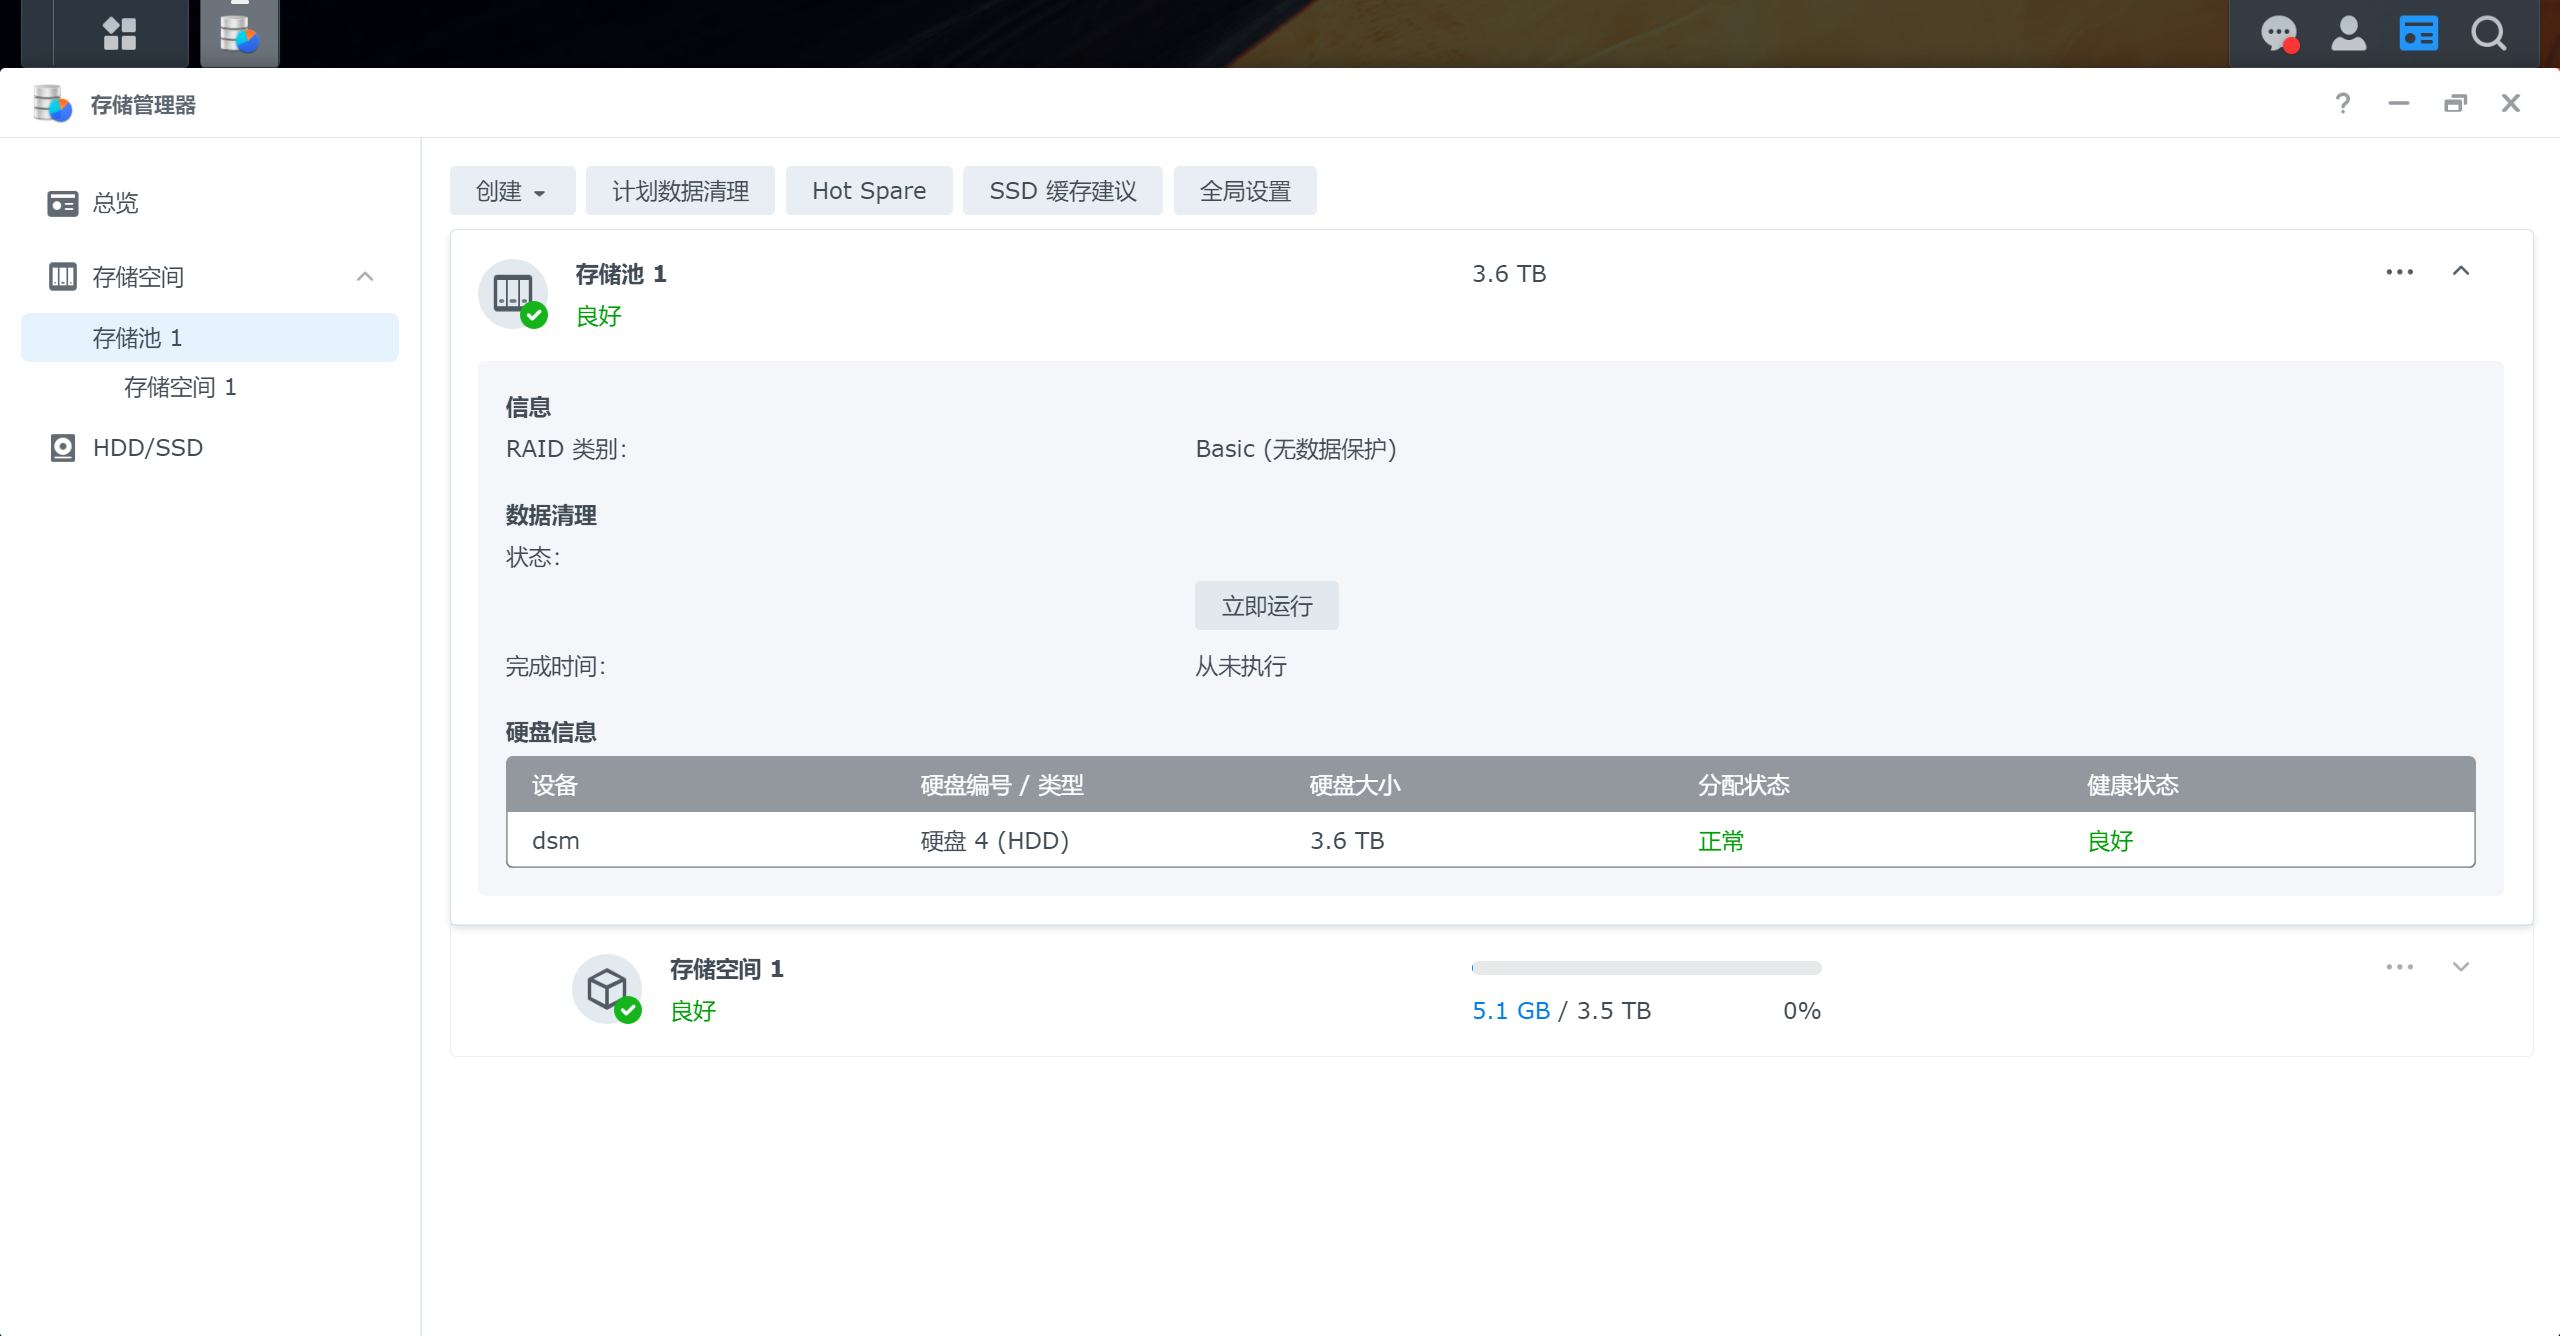 存储管理器
总览
存储空间
存储池 1
存储空间 1
HDD/SSD
创建
计划数据清理
Hot Spare
SSD 缓存建议
全局设置
存储池 1
3.6 TB
良好
信息
RAID 类别：
Basic (无数据保护)
数据清理
状态：
立即运行
完成时间：
从未执行
硬盘信息
设备 硬盘编号 / 类型 硬盘大小 分配状态 健康状态
dsm 硬盘 4 (HDD) 3.6 TB 正常 良好
存储空间 1
良好
5.1 GB / 3.5 TB 0%